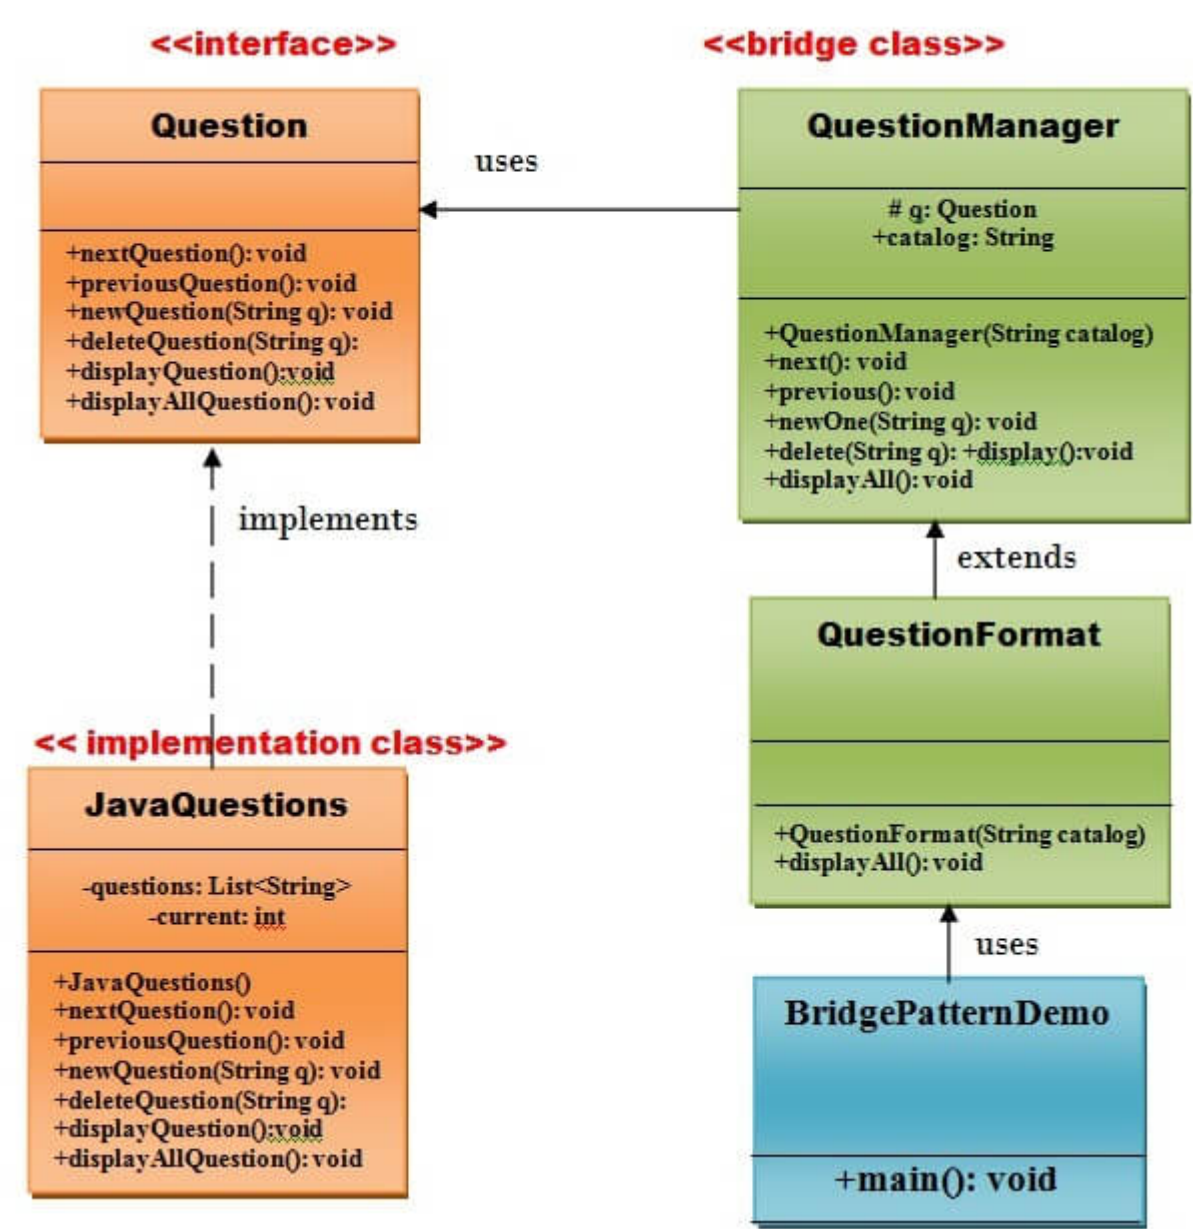 <<interface>>
Question
+nextQuestion(): void
+previousQuestion(): void
+newQuestion(String q): void
+deleteQuestion(String q):
+displayQuestion():void
+displayAllQuestion(): void
uses
<<bridge class>>
QuestionManager
# q: Question
+catalog: String
+QuestionManager(String catalog)
+next(): void
+previous(): void
+newOne(String q): void
+delete(String q): +display():void
+displayAll(): void
implements
extends
<< implementation class>>
JavaQuestions
-questions: List<String>
-current: int
+JavaQuestions()
+nextQuestion(): void
+previousQuestion(): void
+newQuestion(String q): void
+deleteQuestion(String q):
+displayQuestion():void
+displayAllQuestion(): void
QuestionFormat
+QuestionFormat(String catalog)
+displayAll(): void
uses
BridgePatternDemo
+main(): void